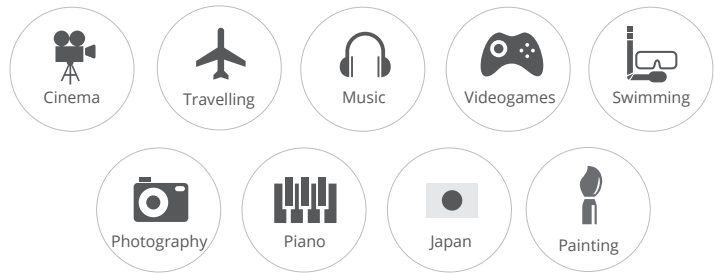 Cinema
Travelling
Music
Videogames
Swimming
Photography
Piano
Japan
Painting